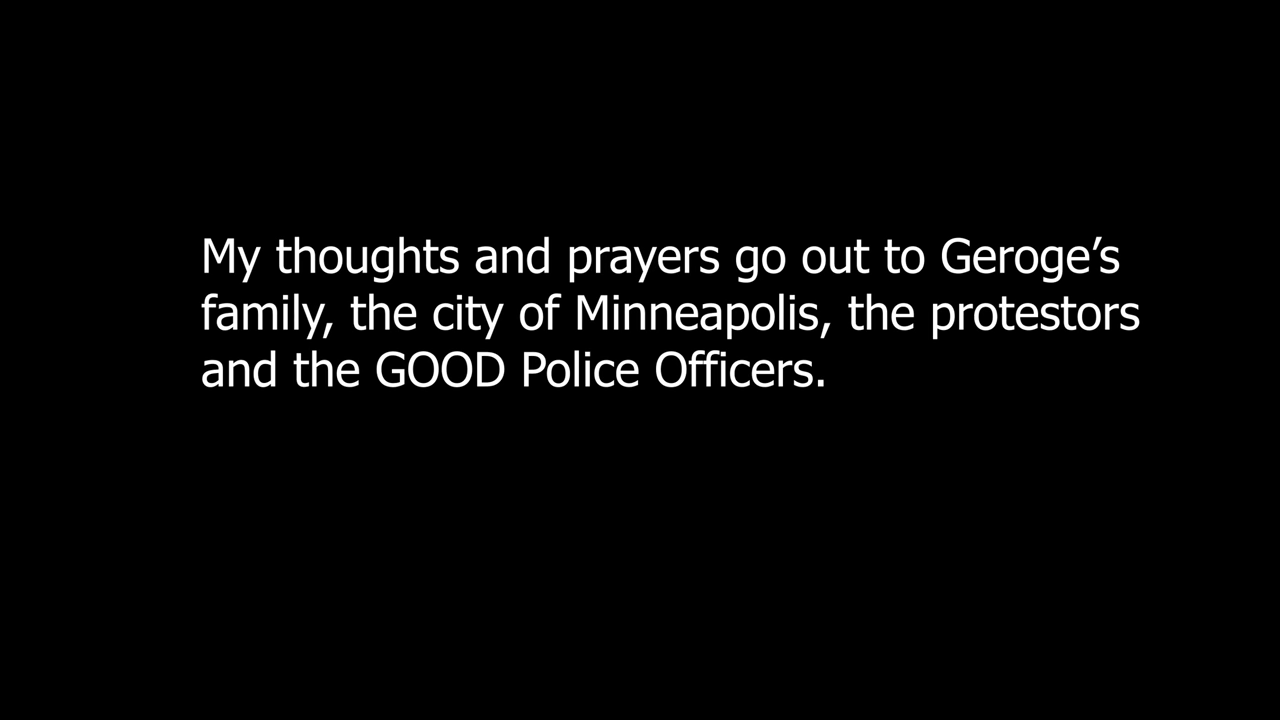 My thoughts and prayers go out to Geroge’s
family, the city of Minneapolis, the protestors
and the GOOD Police Officers.